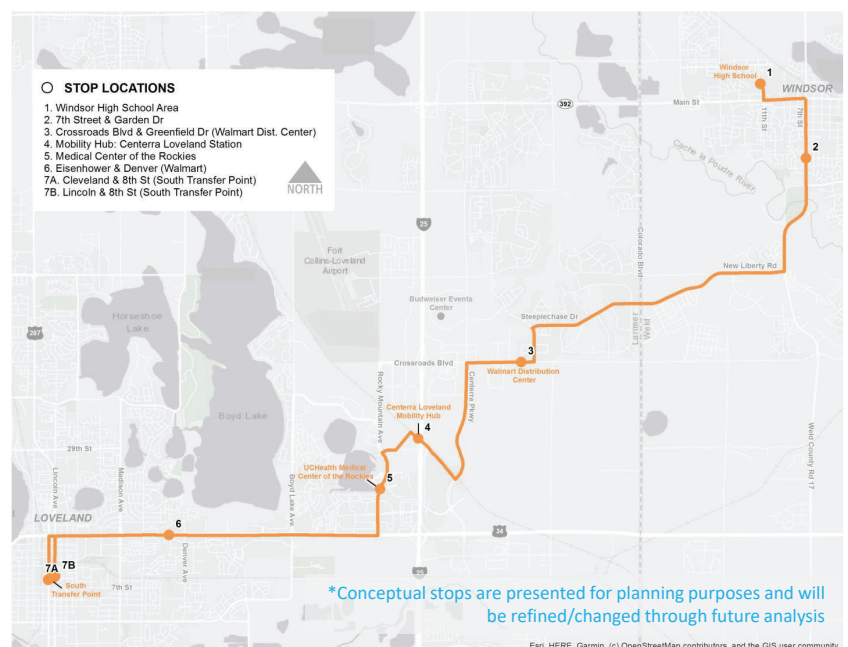 STOP LOCATIONS
1. Windsor High School Area
2. 7th Street & Garden Dr
3. Crossroads Blvd & Greenfield Dr (Walmart Dist. Center)
4. Mobility Hub: Centerra Loveland Station
5. Medical Center of the Rockies
6. Eisenhower & Denver (Walmart)
7A. Cleveland & 8th St (South Transfer Point)
7B. Lincoln & 8th St (South Transfer Point)
NORTH
Windsor
High School
1
WINDSOR
392
Main St
11th St
7th St
2
Cache la Poudre River
25
Colorado Blvd
Fort
Collins-Loveland
Airport
New Liberty Rd
Budweiser Events
Center
Horseshoe
Lake
Steeplechase Dr
Larimer
Weld
287
3
Crossroads Blvd
Walmart Distribution
Center
Rocky Mountain Ave
Centerra Pkwy
Centerra Loveland
Mobility Hub
4
Boyd Lake
29th St
UCHealth Medical
Center of the Rockies
5
Weld County Rd 17
Lincoln Ave
Madison Ave
Boyd Lake Ave
LOVELAND
6
34
Denver Ave
7A
7B
South
Transfer Point
7th St
25
*Conceptual stops are presented for planning purposes and will
be refined/changed through future analysis
Esri, HERE, Garmin, (c) OpenStreetMap contributors, and the GIS user community